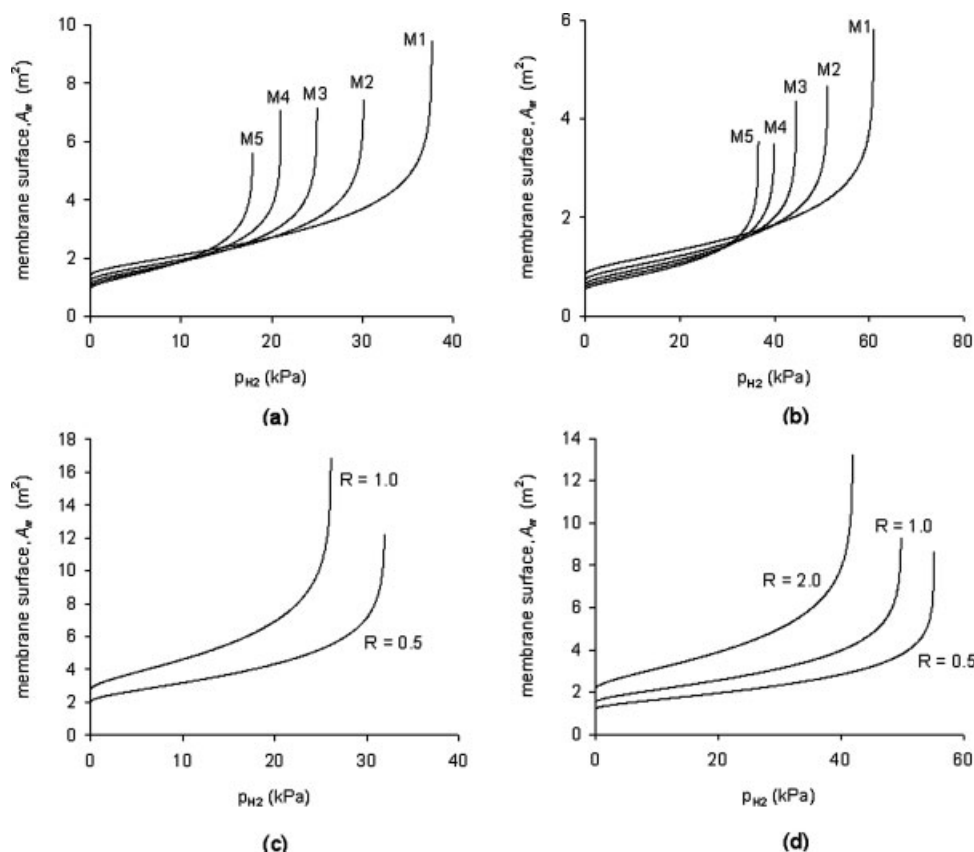 10
8
6
4
2
0
membrane surface, Aₘ (m²)
M1
M2
M3
M4
M5
0 10 20 30 40
p_H2 (kPa)
(a)
6
4
2
0
membrane surface, Aₘ (m²)
M1
M2
M3
M4
M5
0 20 40 60 80
p_H2 (kPa)
(b)
18
16
14
12
10
8
6
4
2
0
membrane surface, Aₘ (m²)
R = 1.0
R = 0.5
0 10 20 30 40
p_H2 (kPa)
(c)
14
12
10
8
6
4
2
0
membrane surface, Aₘ (m²)
R = 1.0
R = 2.0
R = 0.5
0 20 40 60
p_H2 (kPa)
(d)